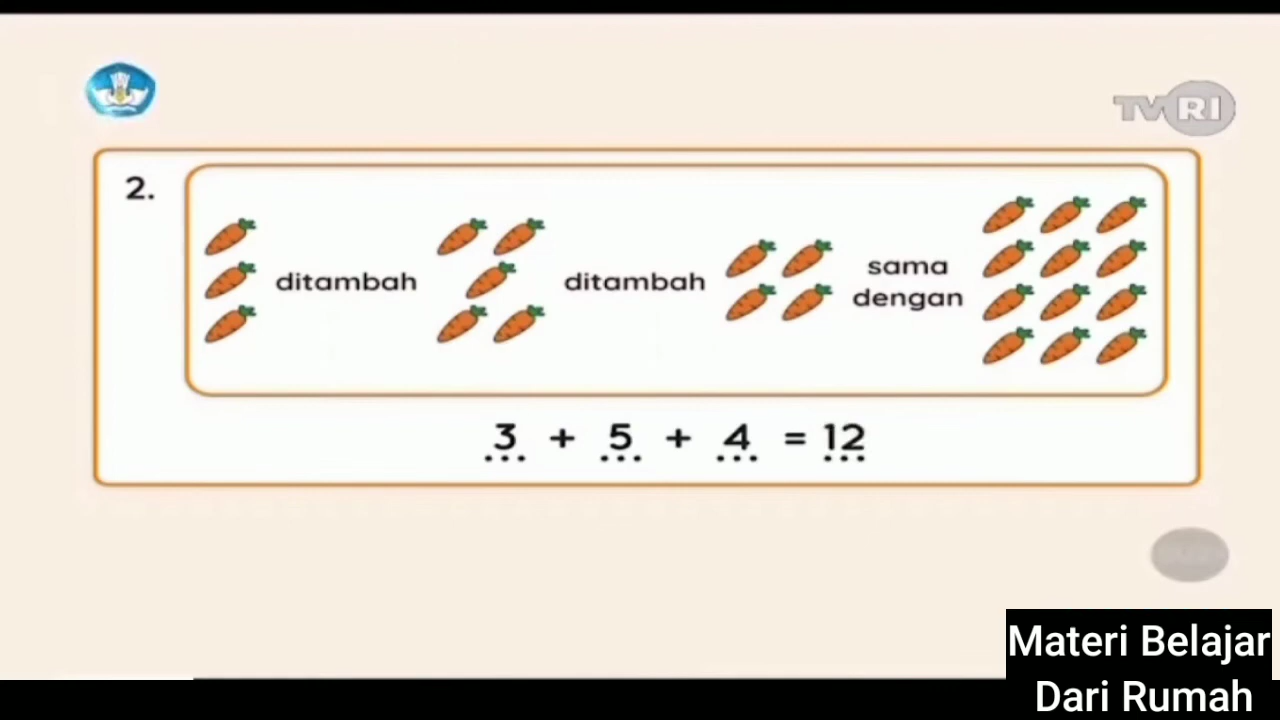 TVRI
2.
ditambah ditambah sama dengan
3 + 5 + 4 = 12
Materi Belajar
Dari Rumah